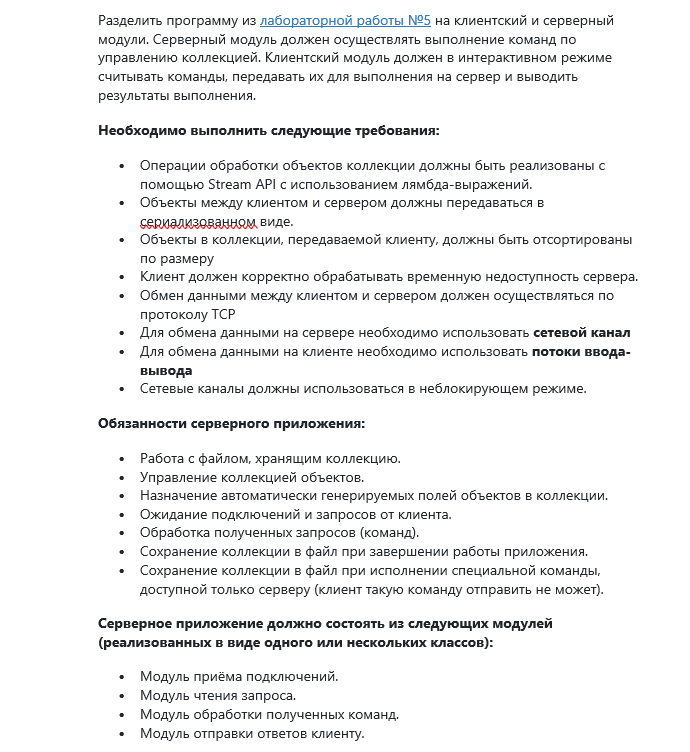 Разделить программу из лабораторной работы №5 на клиентский и серверный
модули. Серверный модуль должен осуществлять выполнение команд по
управлению коллекцией. Клиентский модуль должен в интерактивном режиме
считывать команды, передавать их для выполнения на сервер и выводить
результаты выполнения.
Необходимо выполнить следующие требования:
• Операции обработки объектов коллекции должны быть реализованы с
помощью Stream API с использованием лямбда-выражений.
• Объекты между клиентом и сервером должны передаваться в
сериализованном виде.
• Объекты в коллекции, передаваемой клиенту, должны быть отсортированы
по размеру
• Клиент должен корректно обрабатывать временную недоступность сервера.
• Обмен данными между клиентом и сервером должен осуществляться по
протоколу TCP
• Для обмена данными на сервере необходимо использовать сетевой канал
• Для обмена данными на клиенте необходимо использовать потоки ввода-
вывода
• Сетевые каналы должны использоваться в неблокирующем режиме.
Обязанности серверного приложения:
• Работа с файлом, хранящим коллекцию.
• Управление коллекцией объектов.
• Назначение автоматически генерируемых полей объектов в коллекции.
• Ожидание подключений и запросов от клиента.
• Обработка полученных запросов (команд).
• Сохранение коллекции в файл при завершении работы приложения.
• Сохранение коллекции в файл при исполнении специальной команды,
доступной только серверу (клиент такую команду отправить не может).
Серверное приложение должно состоять из следующих модулей
(реализованных в виде одного или нескольких классов):
• Модуль приёма подключений.
• Модуль чтения запроса.
• Модуль обработки полученных команд.
• Модуль отправки ответов клиенту.